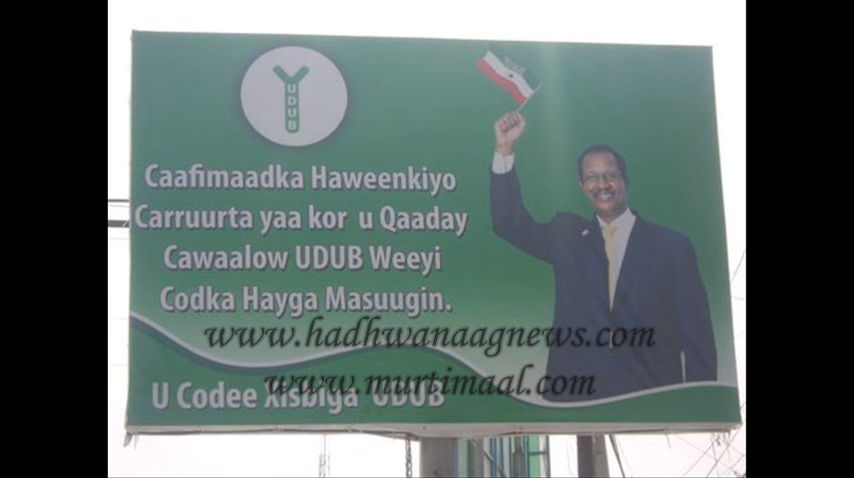 UDUB
Caafimaadka Haweenkiyo
Carruurta yaa kor u Qaaday
Cawaalow UDUB Weeyi
Codka Hayga Masuugin.
www.hadhwanaagnews.com
www.murtimaal.com
U Codee Xisbiga UDUB